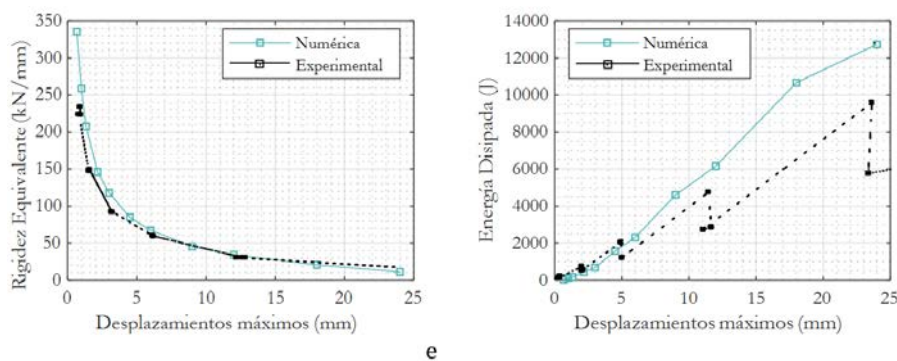 Rigidez Equivalente (kN/mm)
350
300
250
200
150
100
50
0
Numérica
Experimental
0 5 10 15 20 25
Desplazamientos máximos (mm)
Energía Disipada (J)
14000
12000
10000
8000
6000
4000
2000
0
Numérica
Experimental
0 5 10 15 20 25
Desplazamientos máximos (mm)
e